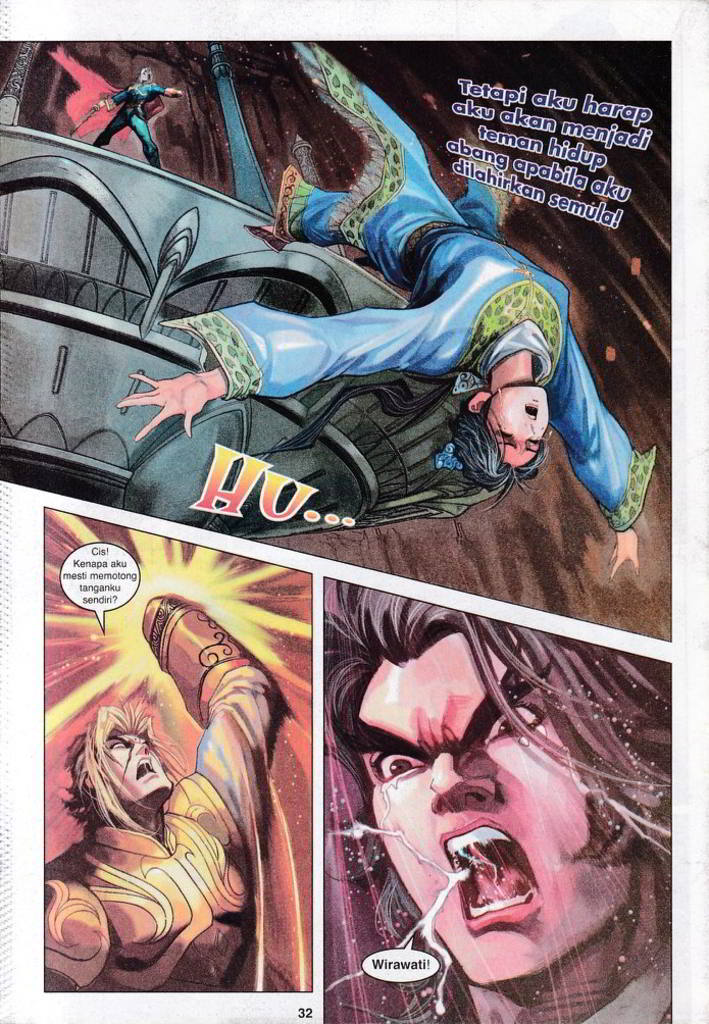 Tetapi aku harap
aku akan menjadi
teman hidup
abang apabila aku
dilahirkan semula!
HU...
Cis!
Kenapa aku
mesti memotong
tanganku
sendiri?
Wirawati!
32